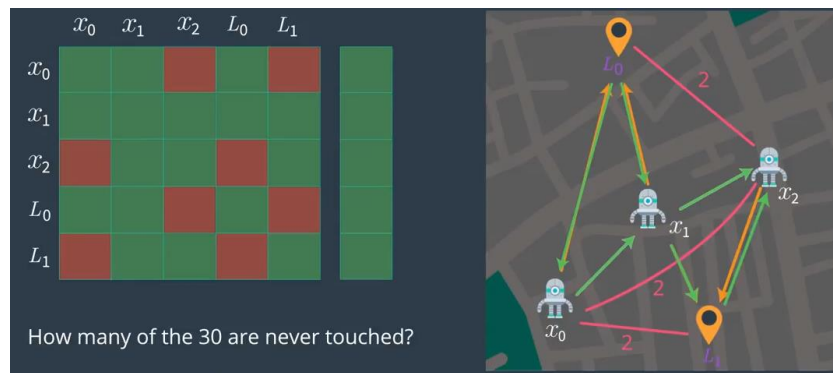 x₀ x₁ x₂ L₀ L₁
x₀
x₁
x₂
L₀
L₁
How many of the 30 are never touched?
L₀
2
x₂
x₁
2
x₀
2
L₁